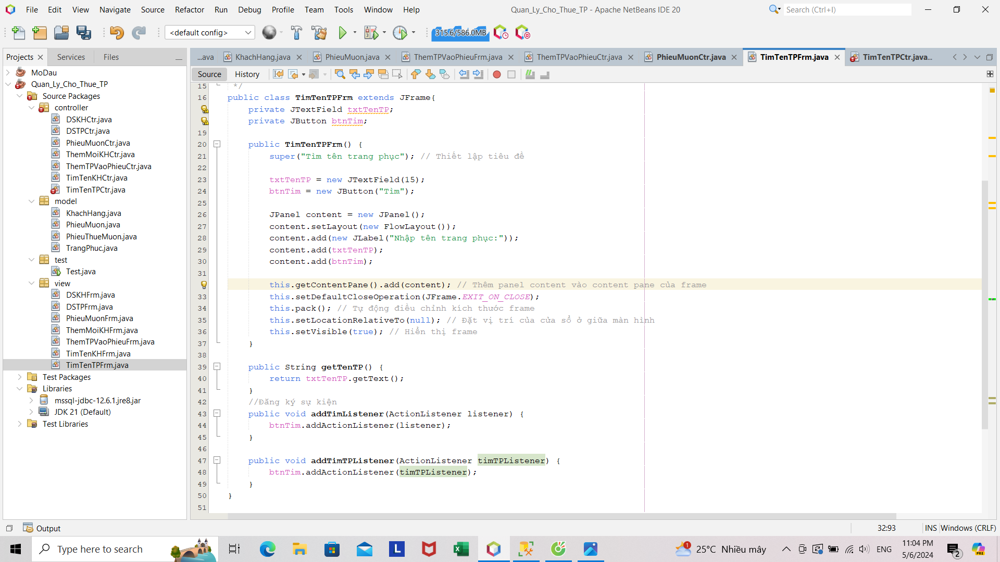 File Edit View Navigate Source Refactor Run Debug Profile Team Tools Window Help
Quan_Ly_Cho_Thue_TP - Apache NetBeans IDE 20
Search (Ctrl+I)
<default config>
315.6/586.0MB
Projects
Services
Files
...ava
KhachHang.java
PhieuMuon.java
ThemTPVaoPhieuFrm.java
ThemTPVaoPhieuCtr.java
PhieuMuonCtr.java
TimTenTPFrm.java
TimTenTPCtr.java...
Source
History
MoDau
Quan_Ly_Cho_Thue_TP
Source Packages
controller
DSKHCtr.java
DSTPCtr.java
PhieuMuonCtr.java
ThemMoiKHCtr.java
ThemTPVaoPhieuCtr.java
TimTenKHCtr.java
TimTenTPCtr.java
model
KhachHang.java
PhieuMuon.java
PhieuThueMuon.java
TrangPhuc.java
test
Test.java
view
DSKHFrm.java
DSTPFrm.java
PhieuMuonFrm.java
ThemMoiKHFrm.java
ThemTPVaoPhieuFrm.java
TimTenKHFrm.java
TimTenTPFrm.java
Test Packages
Libraries
mssql-jdbc-12.6.1.jre8.jar
JDK 21 (Default)
Test Libraries
15 */
16 public class TimTenTPFrm extends JFrame{
private JTextField txtTenTP;
private JButton btnTim;
19
20 public TimTenTPFrm() {
21 super("Tìm tên trang phục"); // Thiết lập tiêu đề
22
23 txtTenTP = new JTextField(15);
24 btnTim = new JButton("Tìm");
25
26 JPanel content = new JPanel();
27 content.setLayout(new FlowLayout());
28 content.add(new JLabel("Nhập tên trang phục:"));
29 content.add(txtTenTP);
30 content.add(btnTim);
31
this.getContentPane().add(content); // Thêm panel content vào content pane của frame
33 this.setDefaultCloseOperation(JFrame.EXIT_ON_CLOSE);
34 this.pack(); // Tự động điều chỉnh kích thước frame
35 this.setLocationRelativeTo(null); // Đặt vị trí của cửa sổ ở giữa màn hình
36 this.setVisible(true); // Hiển thị frame
37 }
38
39 public String getTenTP() {
40 return txtTenTP.getText();
41 }
42 //Đăng ký sự kiện
43 public void addTimListener(ActionListener listener) {
44 btnTim.addActionListener(listener);
45 }
46
47 public void addTimTPListener(ActionListener timTPListener) {
48 btnTim.addActionListener(timTPListener);
49 }
50 }
51
Output
32:93
INS
Windows (CRLF)
Type here to search
25°C Nhiều mây
ENG
11:04 PM
5/6/2024